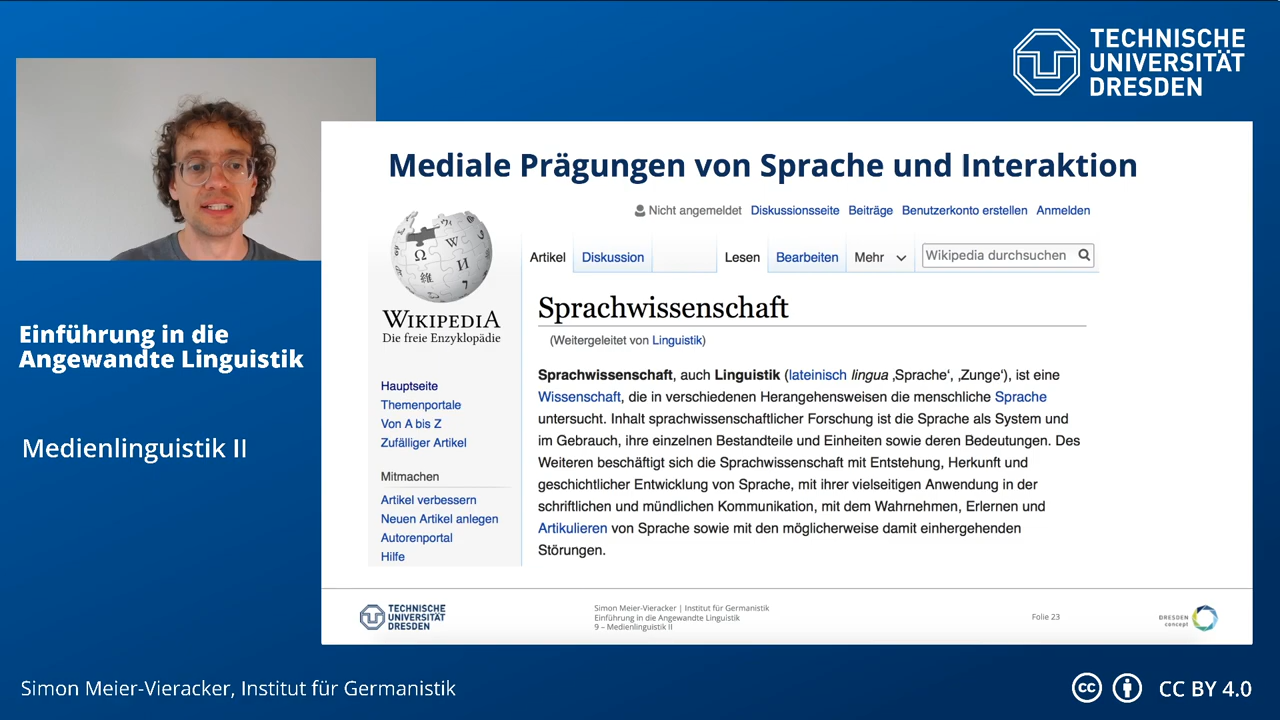 TECHNISCHE
UNIVERSITÄT
DRESDEN
Mediale Prägungen von Sprache und Interaktion
Nicht angemeldet Diskussionsseite Beiträge Benutzerkonto erstellen Anmelden
Artikel Diskussion Lesen Bearbeiten Mehr Wikipedia durchsuchen
WIKIPEDIA
Die freie Enzyklopädie
Hauptseite
Themenportale
Von A bis Z
Zufälliger Artikel
Mitmachen
Artikel verbessern
Neuen Artikel anlegen
Autorenportal
Hilfe
Sprachwissenschaft
(Weitergeleitet von Linguistik)
Sprachwissenschaft, auch Linguistik (lateinisch lingua ‚Sprache‘, ‚Zunge‘), ist eine
Wissenschaft, die in verschiedenen Herangehensweisen die menschliche Sprache
untersucht. Inhalt sprachwissenschaftlicher Forschung ist die Sprache als System und
im Gebrauch, ihre einzelnen Bestandteile und Einheiten sowie deren Bedeutungen. Des
Weiteren beschäftigt sich die Sprachwissenschaft mit Entstehung, Herkunft und
geschichtlicher Entwicklung von Sprache, mit ihrer vielseitigen Anwendung in der
schriftlichen und mündlichen Kommunikation, mit dem Wahrnehmen, Erlernen und
Artikulieren von Sprache sowie mit den möglicherweise damit einhergehenden
Störungen.
Einführung in die
Angewandte Linguistik
Medienlinguistik II
TECHNISCHE
UNIVERSITÄT
DRESDEN
Simon Meier-Vieracker | Institut für Germanistik
Einführung in die Angewandte Linguistik
9 – Medienlinguistik II
Folie 23
DRESDEN
concept
Simon Meier-Vieracker, Institut für Germanistik
cc CC BY 4.0